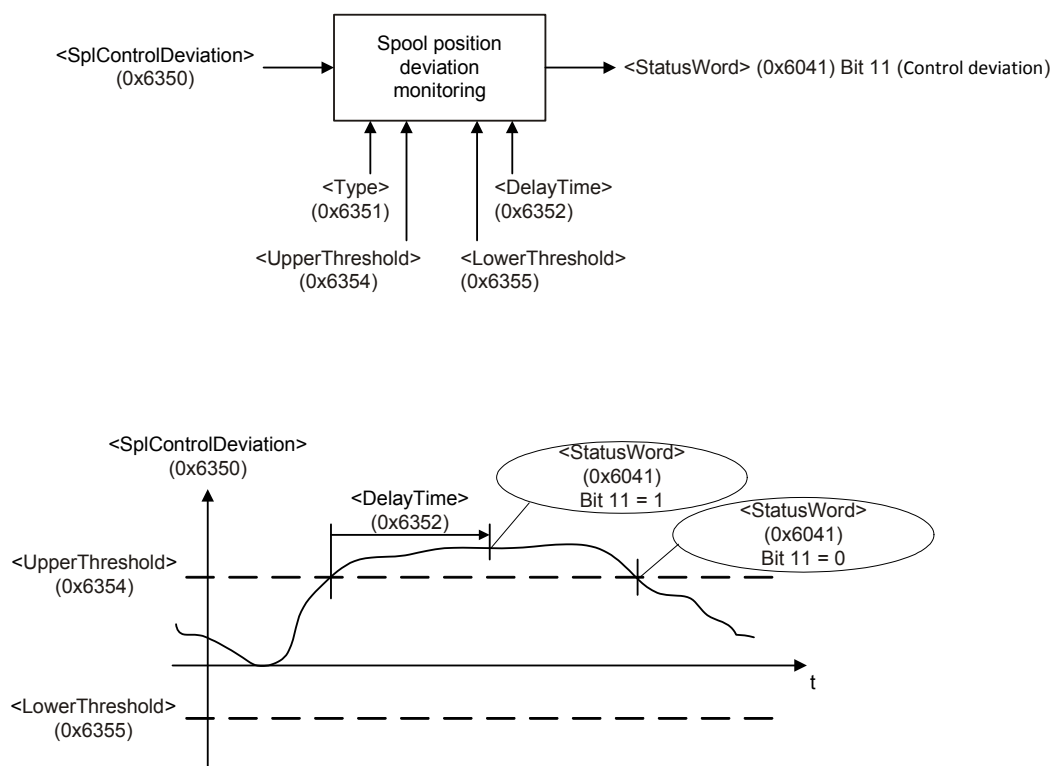 Spool position
deviation
monitoring
<SplControlDeviation>
(0x6350)
<StatusWord> (0x6041) Bit 11 (Control deviation)
<Type>
(0x6351)
<DelayTime>
(0x6352)
<UpperThreshold>
(0x6354)
<LowerThreshold>
(0x6355)
<SplControlDeviation>
(0x6350)
<DelayTime>
(0x6352)
<StatusWord>
(0x6041)
Bit 11 = 1
<StatusWord>
(0x6041)
Bit 11 = 0
<UpperThreshold>
(0x6354)
t
<LowerThreshold>
(0x6355)